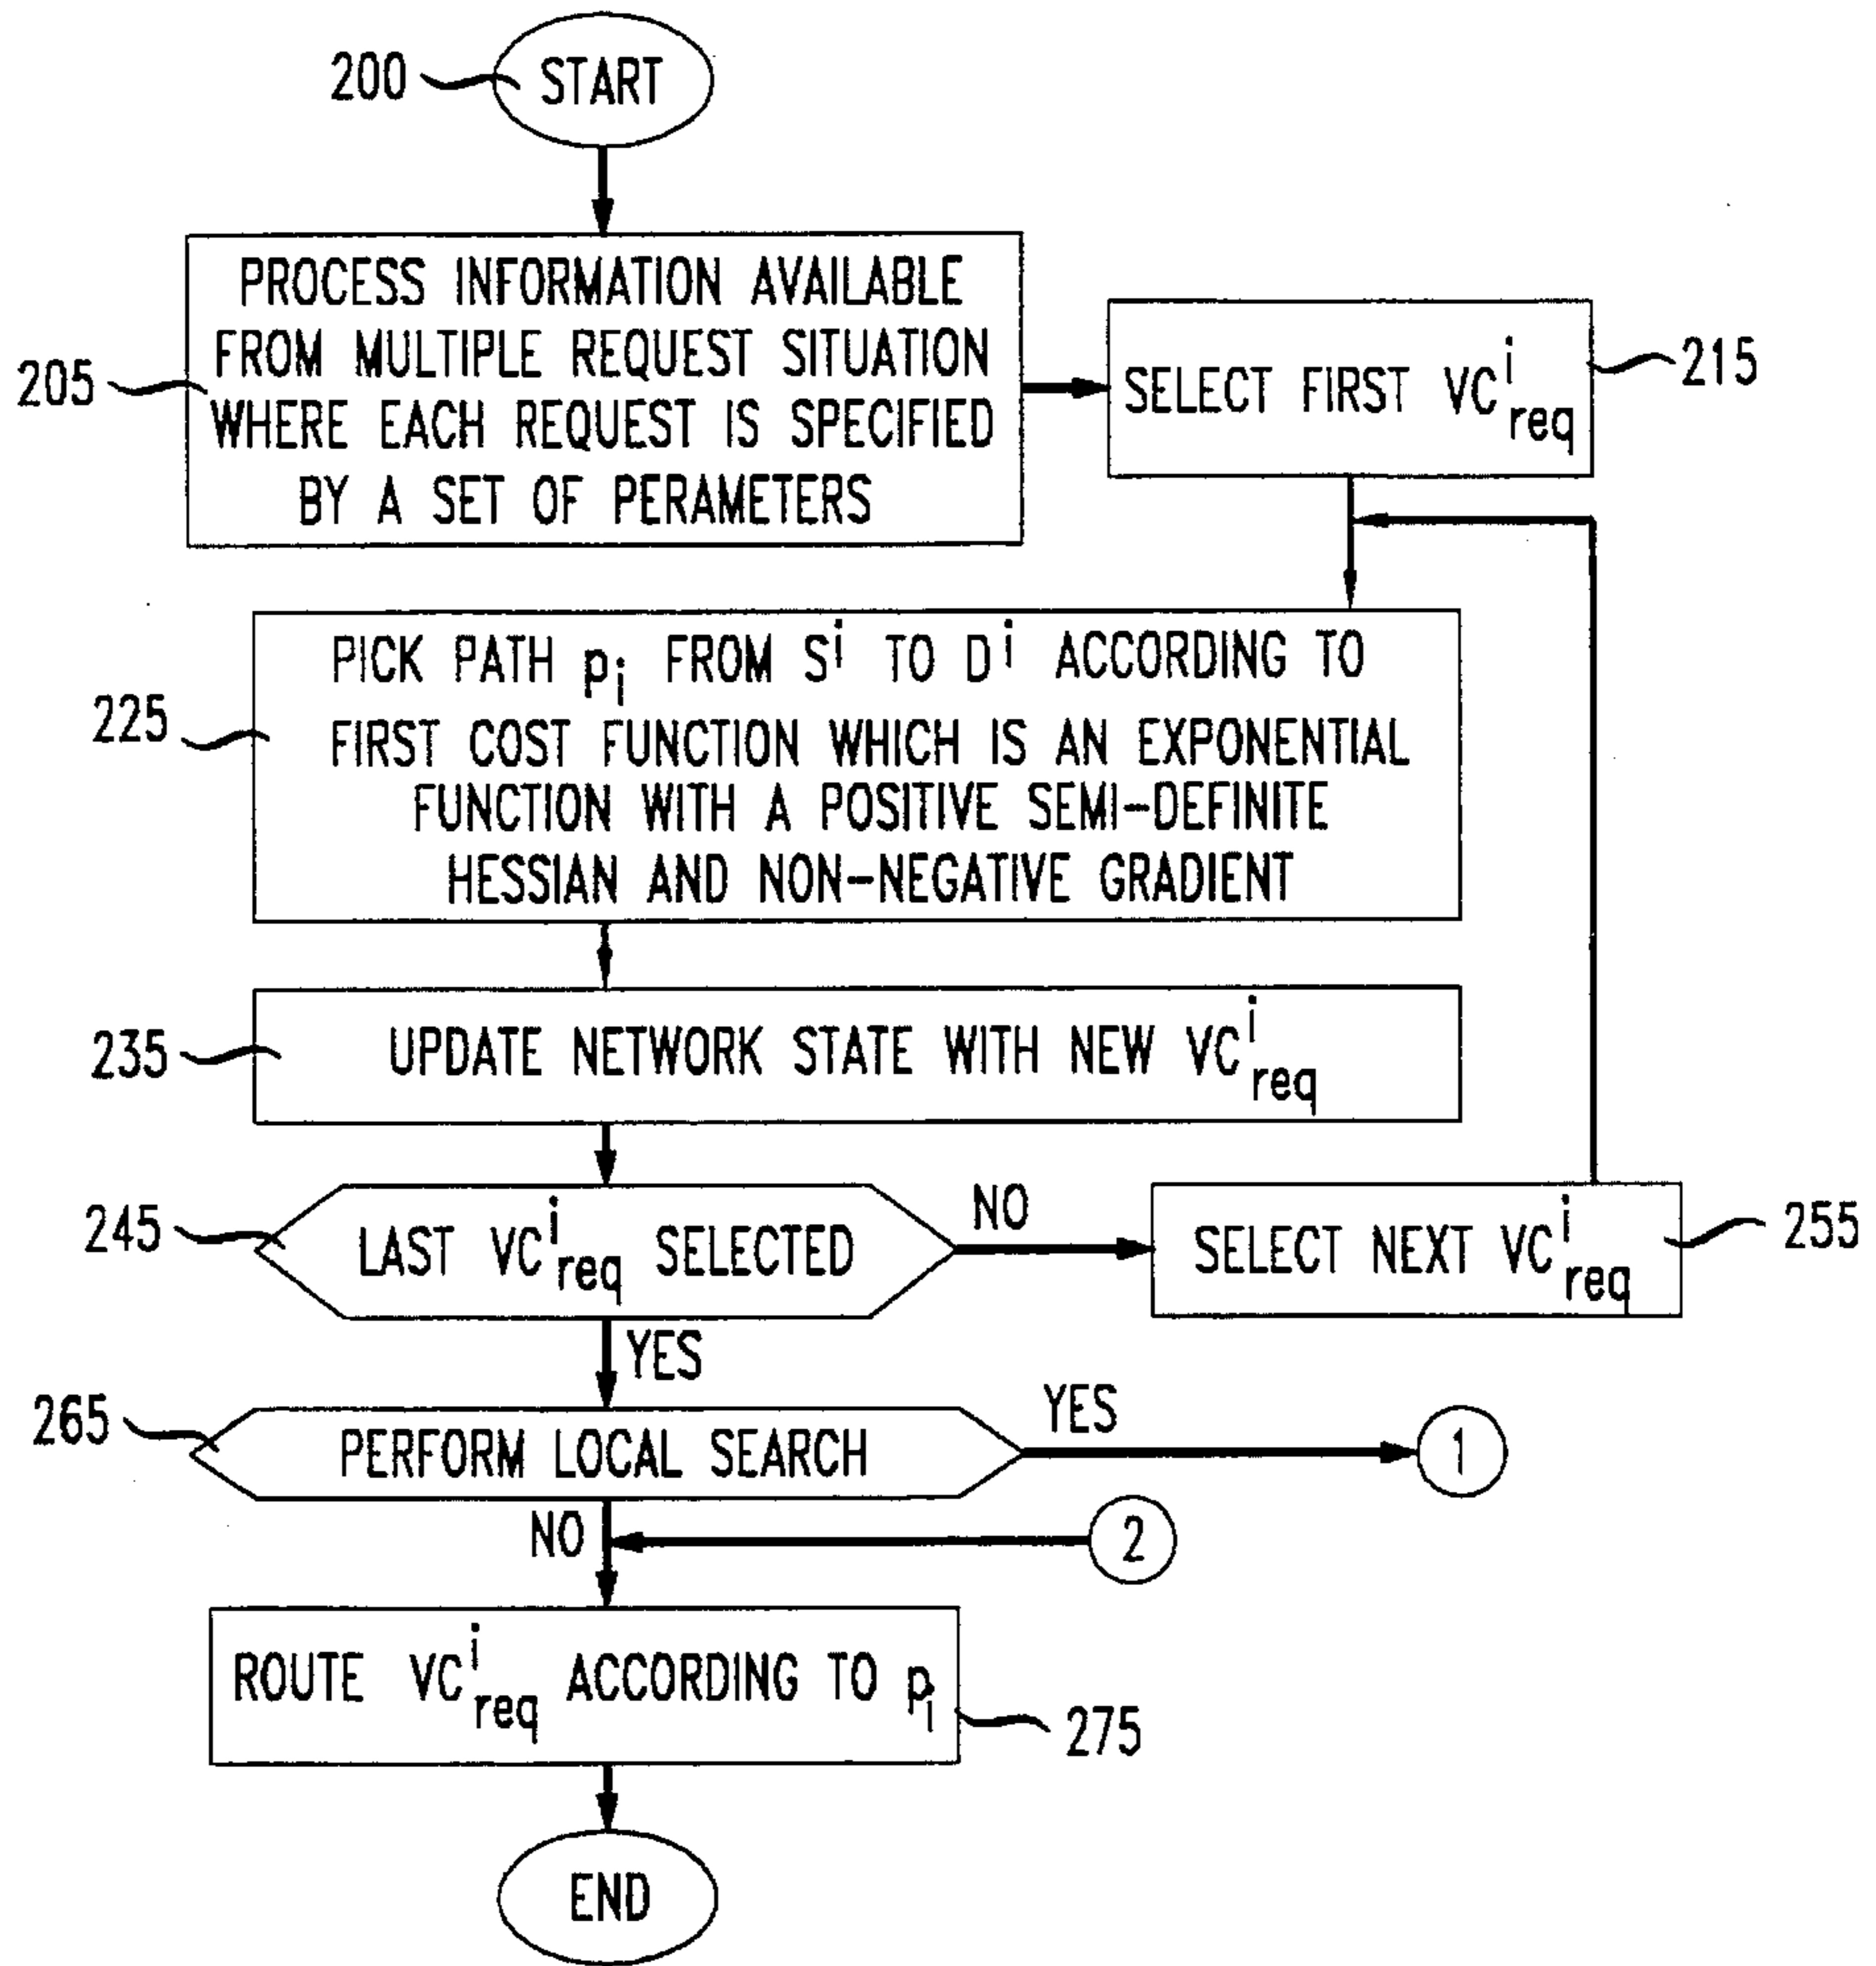 200
START
205
PROCESS INFORMATION AVAILABLE
FROM MULTIPLE REQUEST SITUATION
WHERE EACH REQUEST IS SPECIFIED
BY A SET OF PERAMETERS
SELECT FIRST VC^i_req
215
225
PICK PATH p_i FROM S^i TO D^i ACCORDING TO
FIRST COST FUNCTION WHICH IS AN EXPONENTIAL
FUNCTION WITH A POSITIVE SEMI-DEFINITE
HESSIAN AND NON-NEGATIVE GRADIENT
235
UPDATE NETWORK STATE WITH NEW VC^i_req
245
LAST VC^i_req SELECTED
NO
SELECT NEXT VC^i_req
255
YES
265
PERFORM LOCAL SEARCH
YES
1
NO
2
ROUTE VC^i_req ACCORDING TO p_i
275
END